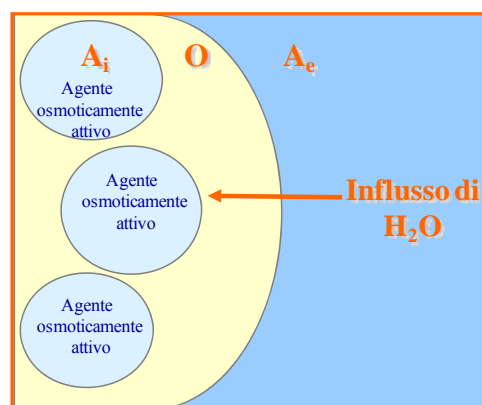 Aᵢ O Aₑ
Agente
osmoticamente
attivo
Agente
osmoticamente
attivo
Influsso di
H₂O
Agente
osmoticamente
attivo